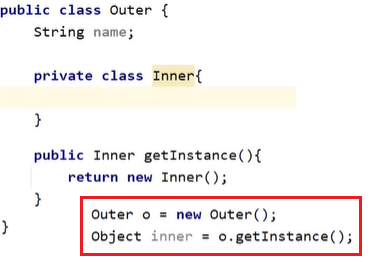 public class Outer {
String name;
private class Inner{
}
public Inner getInstance(){
return new Inner();
}
Outer o = new Outer();
}
Object inner = o.getInstance();